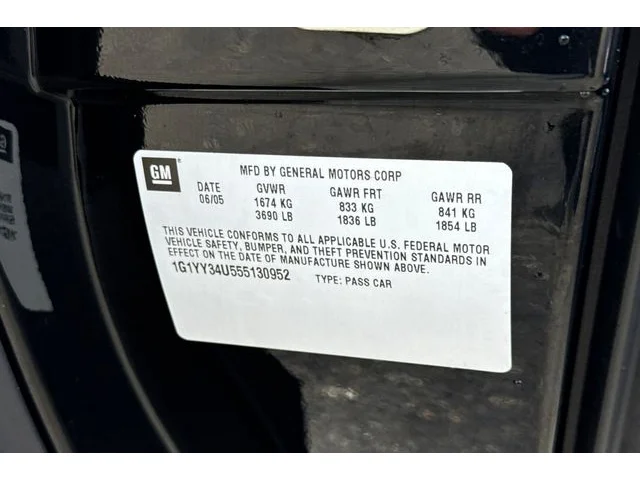 GM
MFD BY GENERAL MOTORS CORP
DATE GVWR GAWR FRT GAWR RR
06/05 1674 KG 833 KG 841 KG
3690 LB 1836 LB 1854 LB
THIS VEHICLE CONFORMS TO ALL APPLICABLE U.S. FEDERAL MOTOR
VEHICLE SAFETY, BUMPER, AND THEFT PREVENTION STANDARDS IN
EFFECT ON THE DATE OF MANUFACTURE SHOWN ABOVE.
1G1YY34U555130952 TYPE: PASS CAR